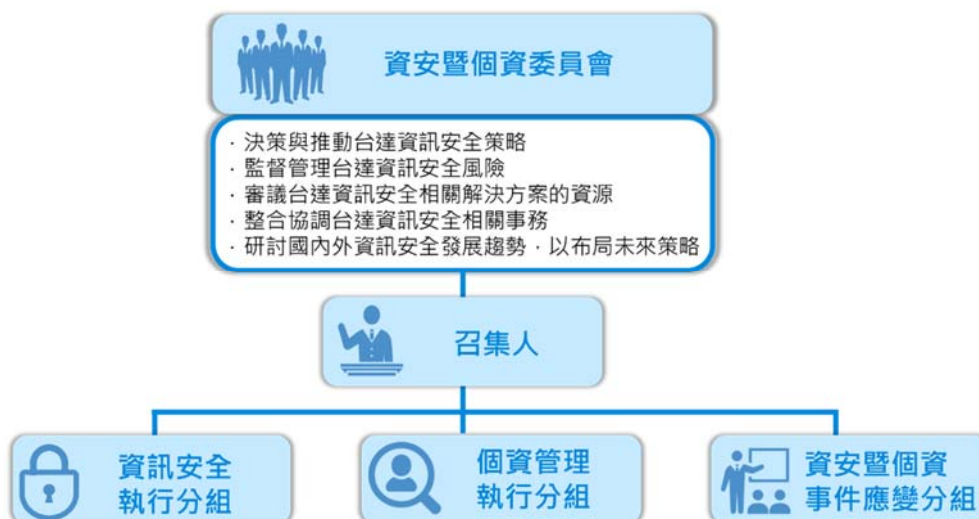 資安暨個資委員會
· 決策與推動台達資訊安全策略
· 監督管理台達資訊安全風險
· 審議台達資訊安全相關解決方案的資源
· 整合協調台達資訊安全相關事務
· 研討國內外資訊安全發展趨勢，以布局未來策略
召集人
資訊安全
執行分組
個資管理
執行分組
資安暨個資
事件應變分組